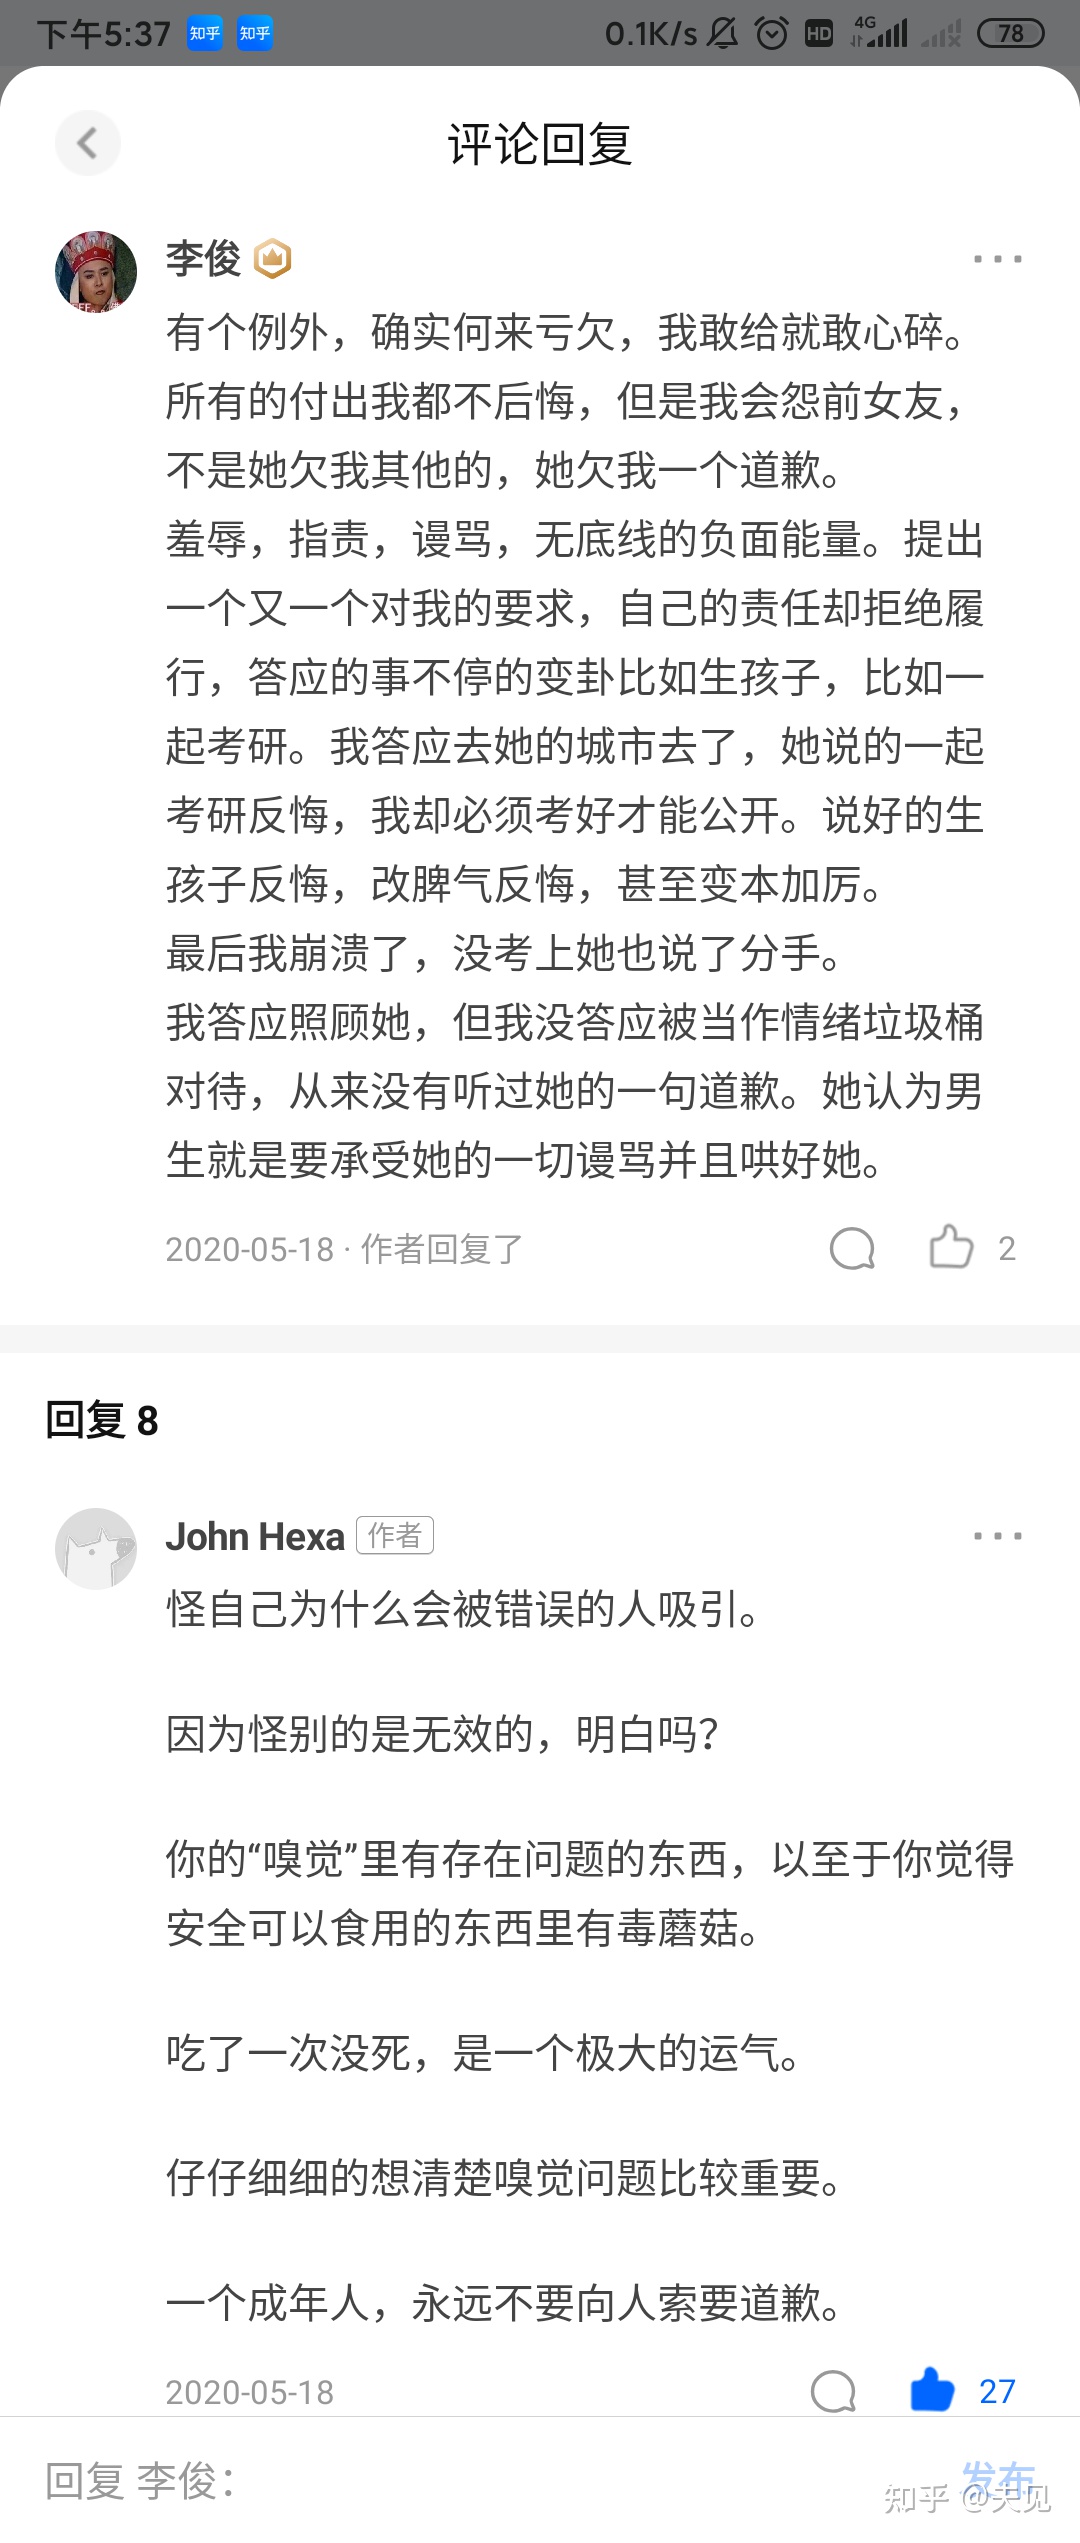 下午5:37 知乎 知乎 0.1K/s HD 4G 78
评论回复
李俊
有个例外，确实何来亏欠，我敢给就敢心碎。
所有的付出我都不后悔，但是我会怨前女友，
不是她欠我其他的，她欠我一个道歉。
羞辱，指责，谩骂，无底线的负面能量。提出
一个又一个对我的要求，自己的责任却拒绝履
行，答应的事不停的变卦比如生孩子，比如一
起考研。我答应去她的城市去了，她说的一起
考研反悔，我却必须考好才能公开。说好的生
孩子反悔，改脾气反悔，甚至变本加厉。
最后我崩溃了，没考上她也说了分手。
我答应照顾她，但我没答应被当作情绪垃圾桶
对待，从来没有听过她的一句道歉。她认为男
生就是要承受她的一切谩骂并且哄好她。
2020-05-18 · 作者回复了 2
回复 8
John Hexa 作者
怪自己为什么会被错误的人吸引。
因为怪别的是无效的，明白吗？
你的“嗅觉”里有存在问题的东西，以至于你觉得
安全可以食用的东西里有毒蘑菇。
吃了一次没死，是一个极大的运气。
仔仔细细的想清楚嗅觉问题比较重要。
一个成年人，永远不要向人索要道歉。
2020-05-18 27
回复 李俊： 发布
知乎 @天见